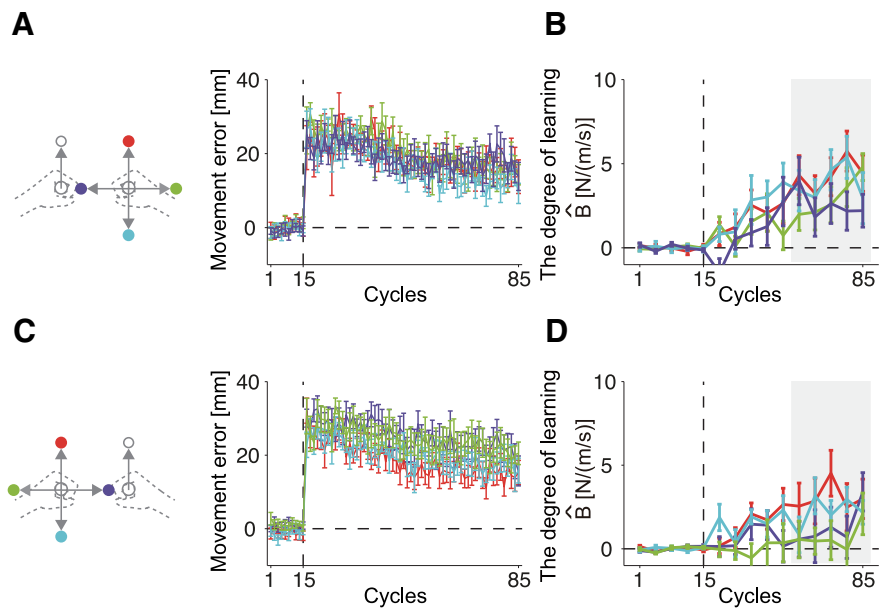 A
B
Movement error [mm]
40
20
0
1
15
85
Cycles
The degree of learning
B̂ [N/(m/s)]
10
5
0
1
15
85
Cycles
C
D
Movement error [mm]
40
20
0
1
15
85
Cycles
The degree of learning
B̂ [N/(m/s)]
10
5
0
1
15
85
Cycles